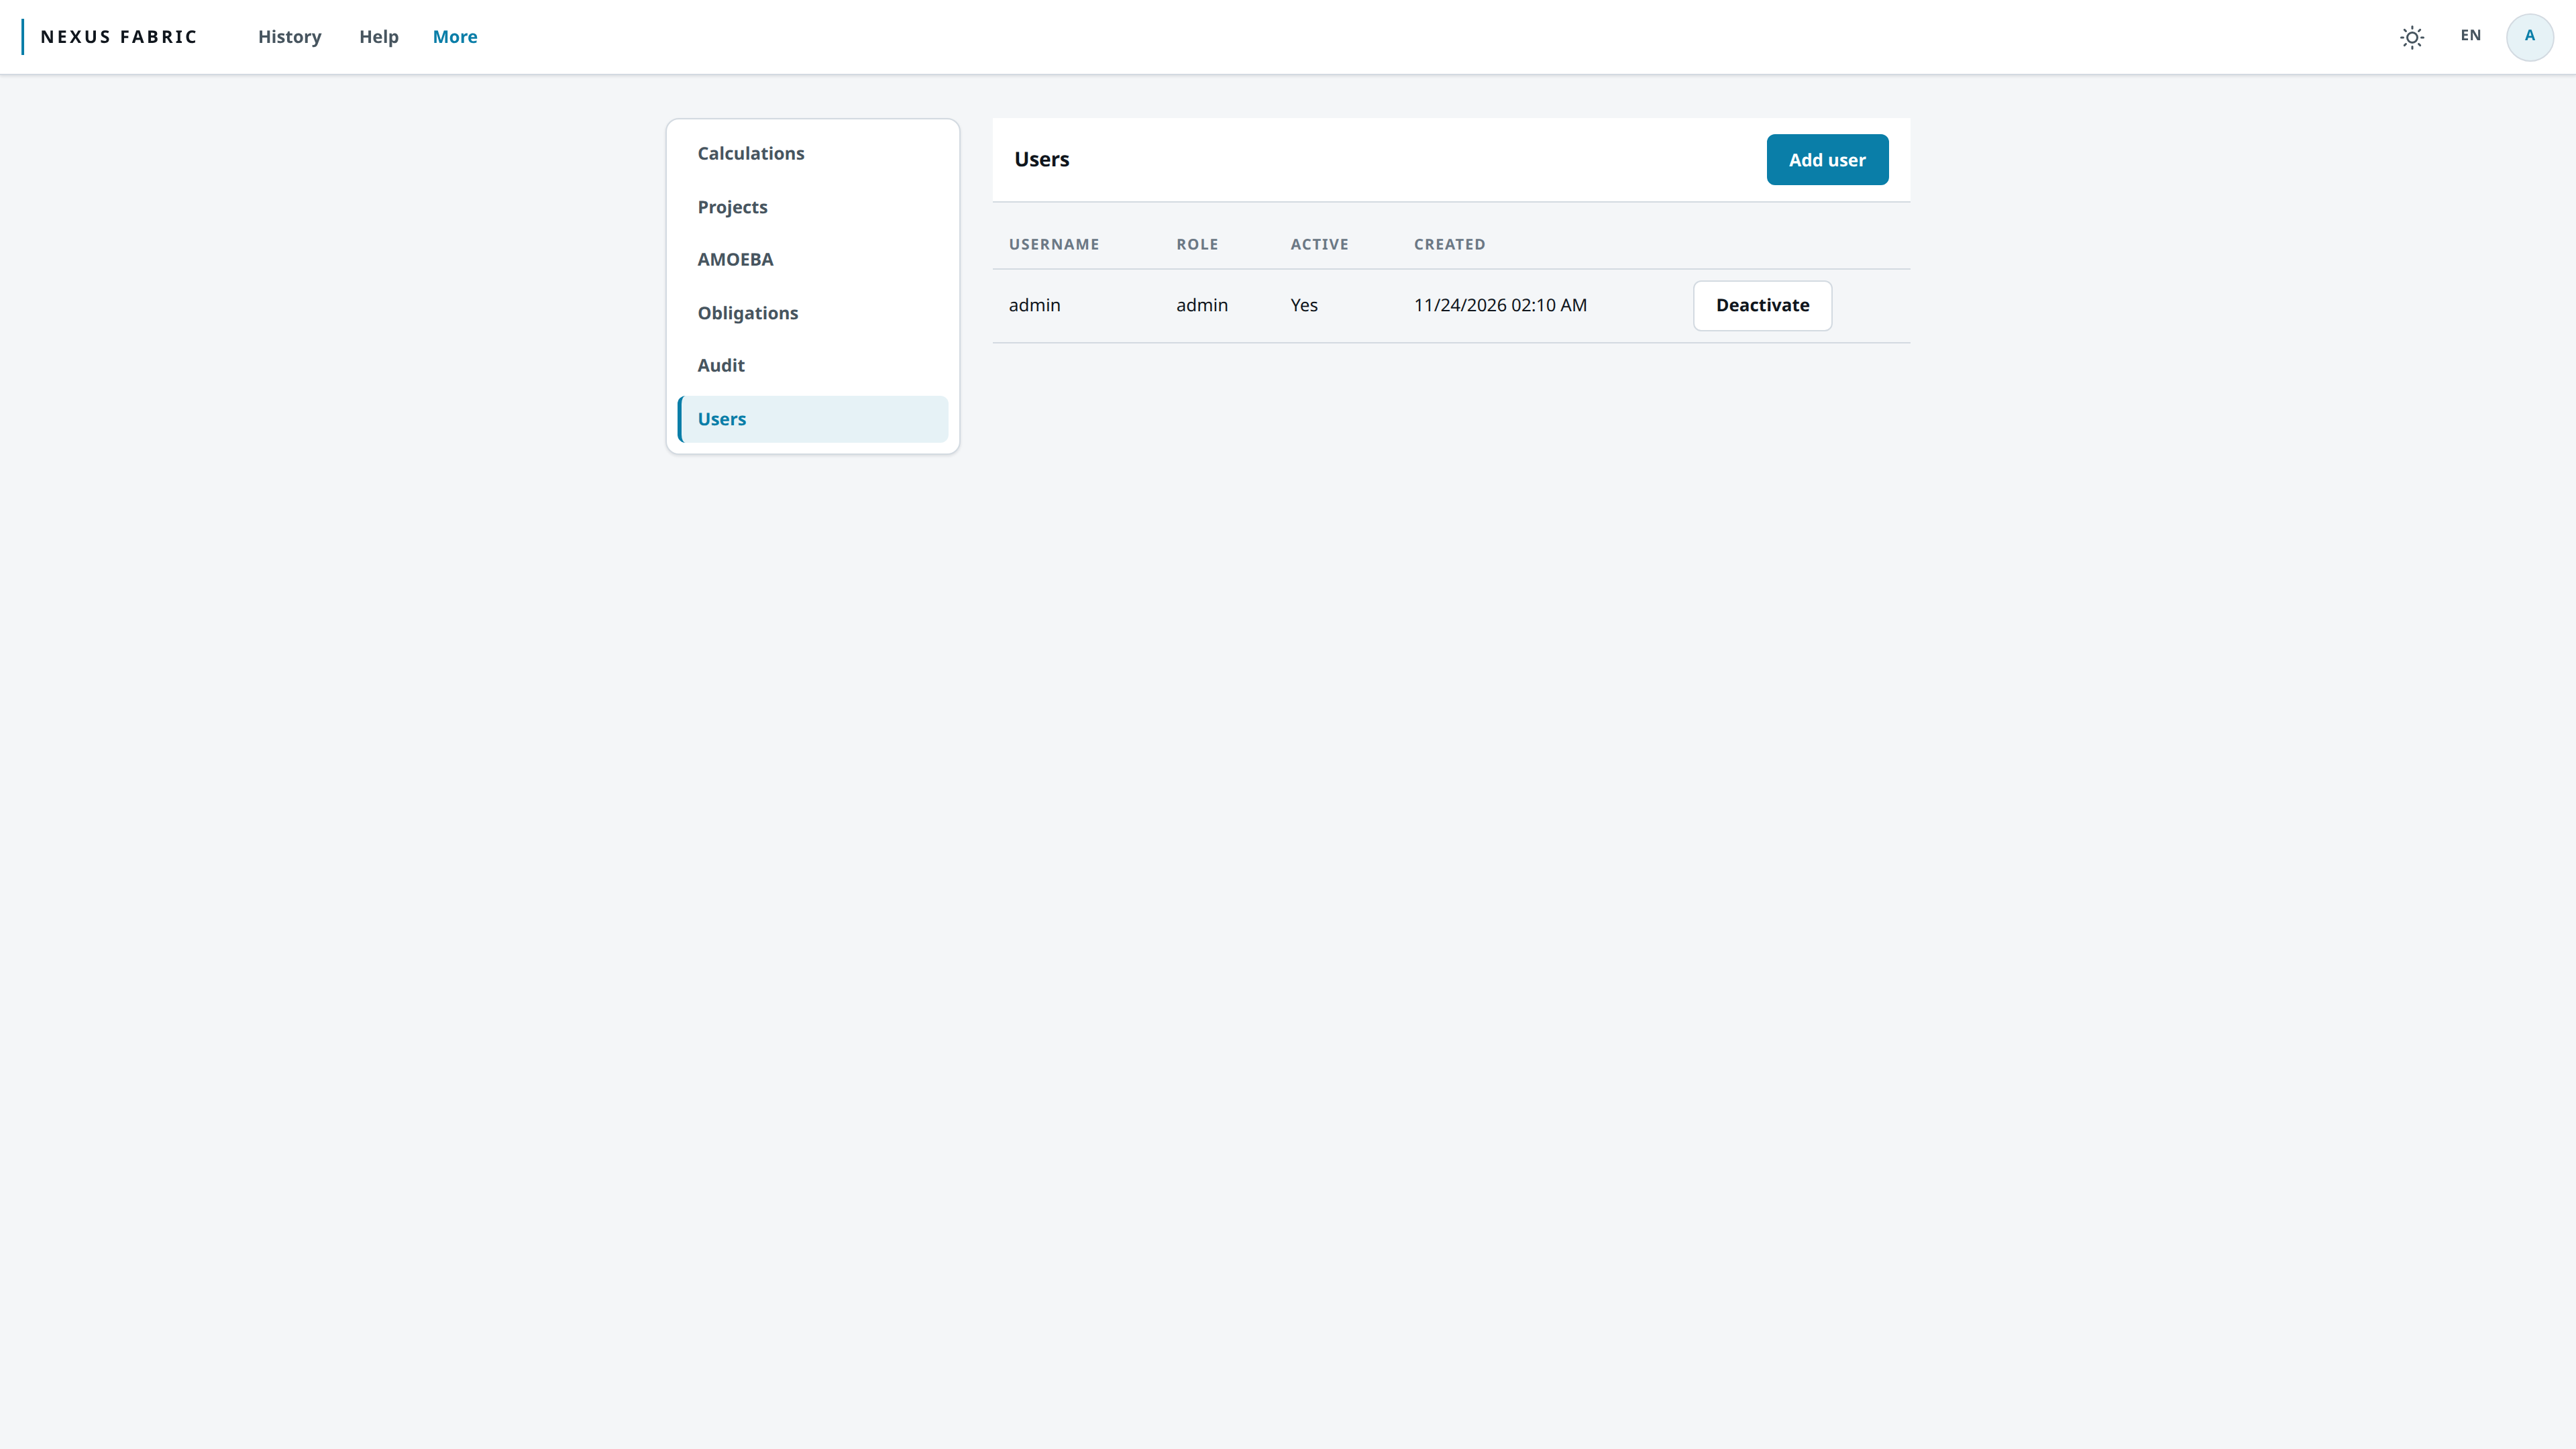 NEXUS FABRIC
History
Help
More
EN
A
Calculations
Projects
AMOEBA
Obligations
Audit
Users
Users
Add user
USERNAME ROLE ACTIVE CREATED
admin admin Yes 11/24/2026 02:10 AM Deactivate